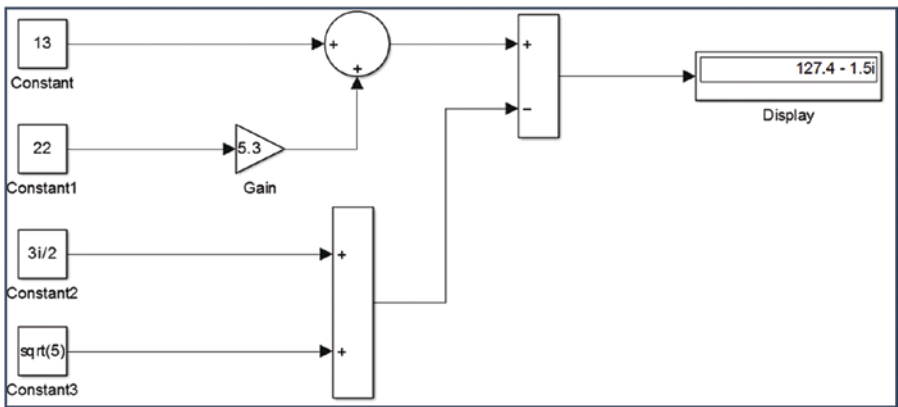 13
+
+
+
127.4 - 1.5i
Constant
Display
−
22
5.3
Constant1
Gain
3i/2
+
Constant2
sqrt(5)
+
Constant3